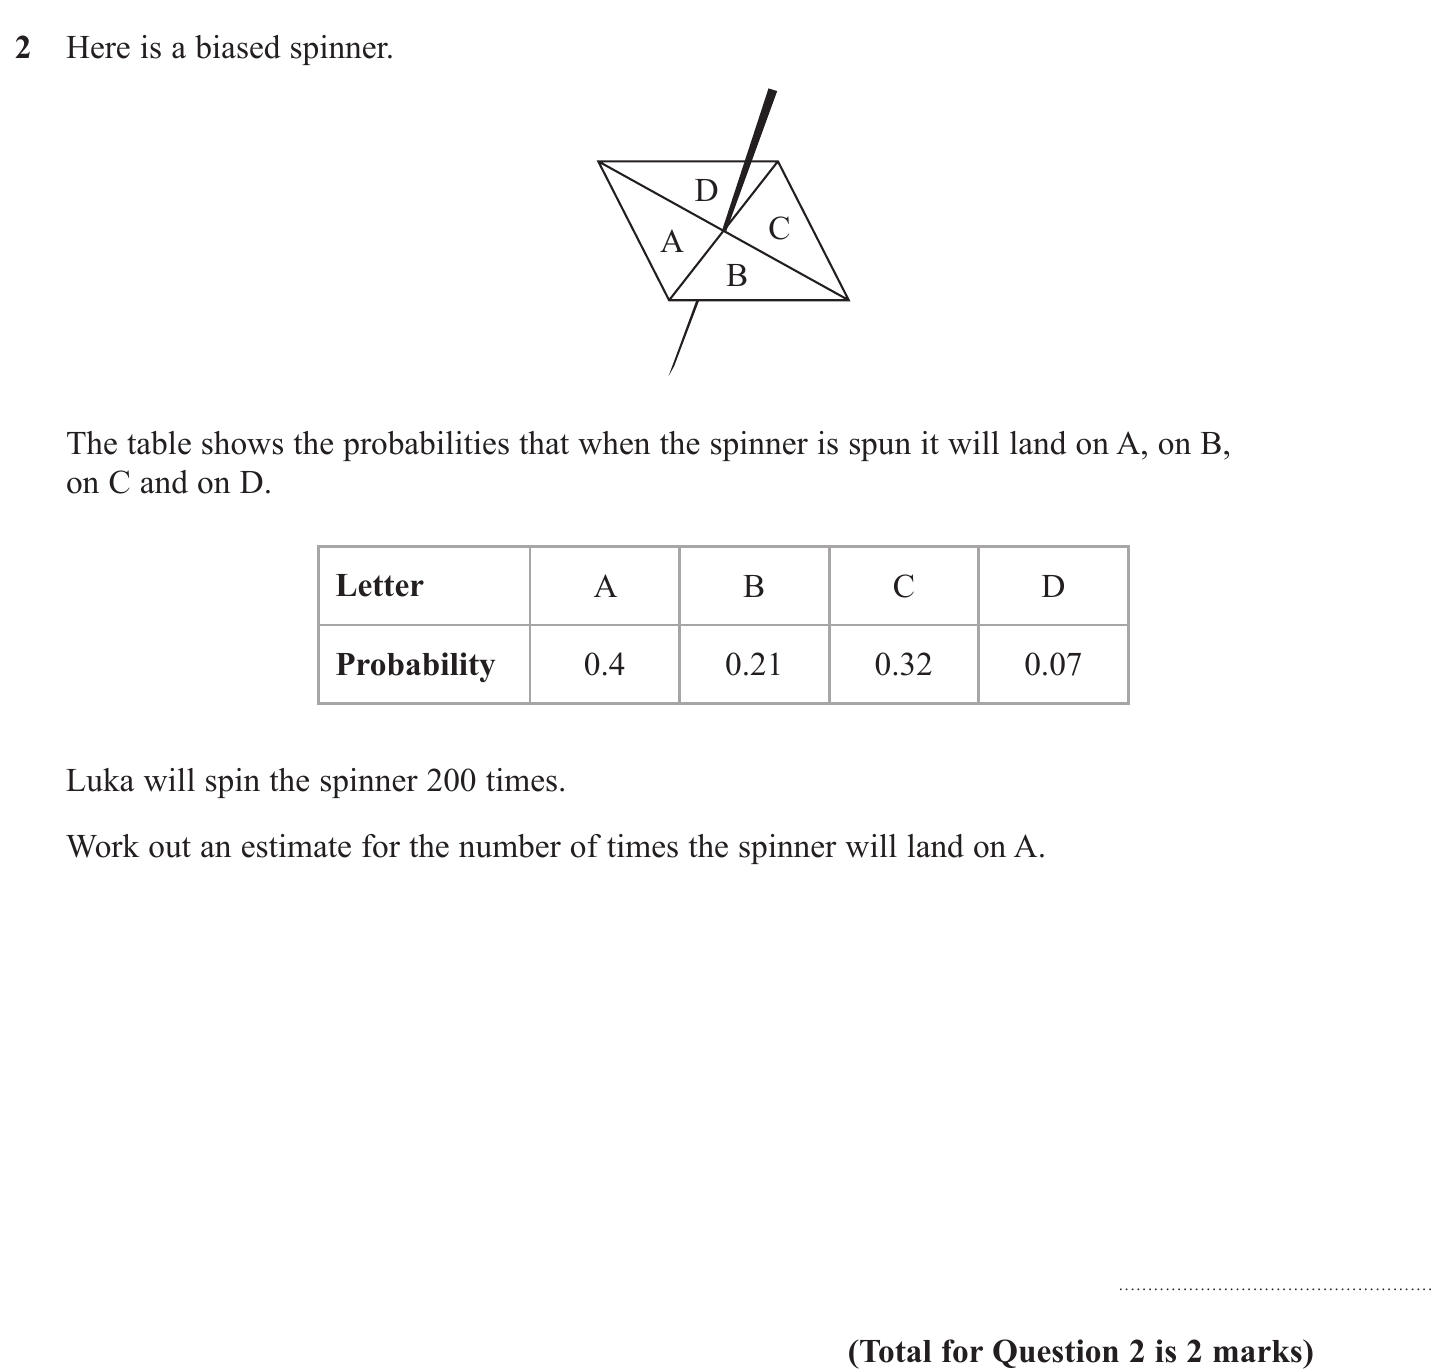 2 Here is a biased spinner.
D
C
A
B
The table shows the probabilities that when the spinner is spun it will land on A, on B,
on C and on D.
Letter A B C D
Probability 0.4 0.21 0.32 0.07
Luka will spin the spinner 200 times.
Work out an estimate for the number of times the spinner will land on A.
(Total for Question 2 is 2 marks)